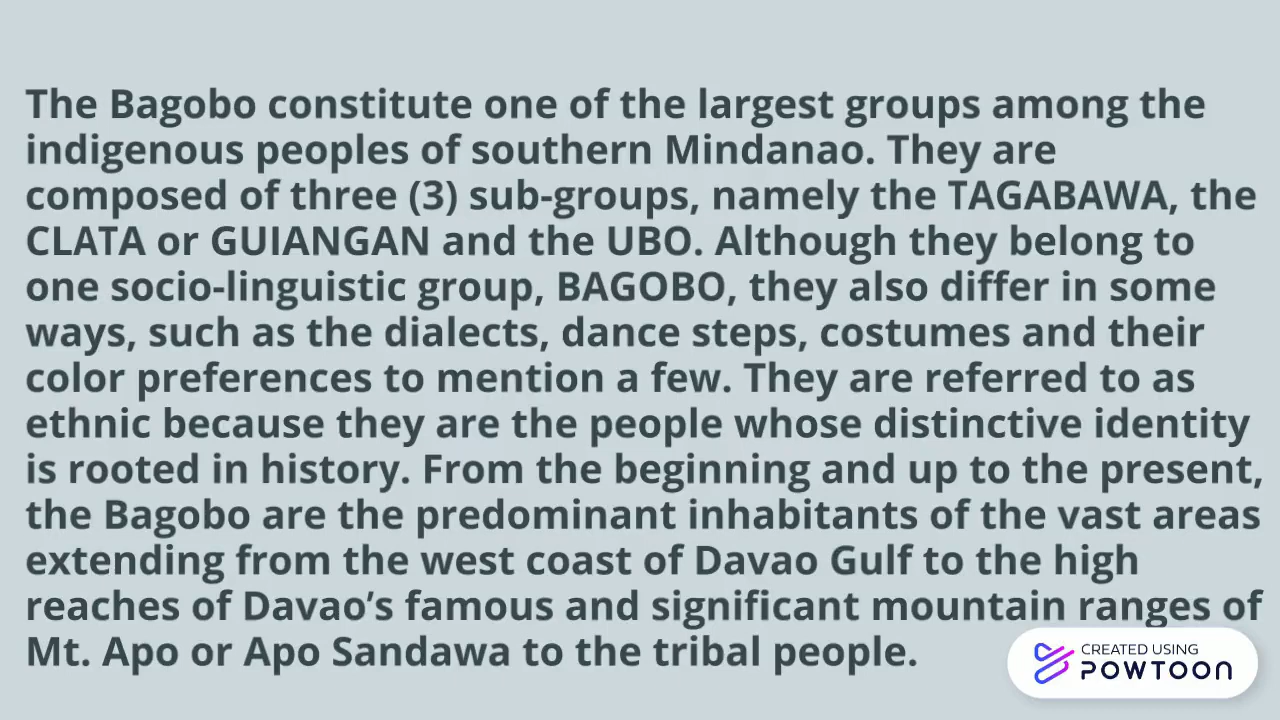 The Bagobo constitute one of the largest groups among the
indigenous peoples of southern Mindanao. They are
composed of three (3) sub-groups, namely the TAGABAWA, the
CLATA or GUIANGAN and the UBO. Although they belong to
one socio-linguistic group, BAGOBO, they also differ in some
ways, such as the dialects, dance steps, costumes and their
color preferences to mention a few. They are referred to as
ethnic because they are the people whose distinctive identity
is rooted in history. From the beginning and up to the present,
the Bagobo are the predominant inhabitants of the vast areas
extending from the west coast of Davao Gulf to the high
reaches of Davao’s famous and significant mountain ranges of
Mt. Apo or Apo Sandawa to the tribal people.
CREATED USING
POWTOON